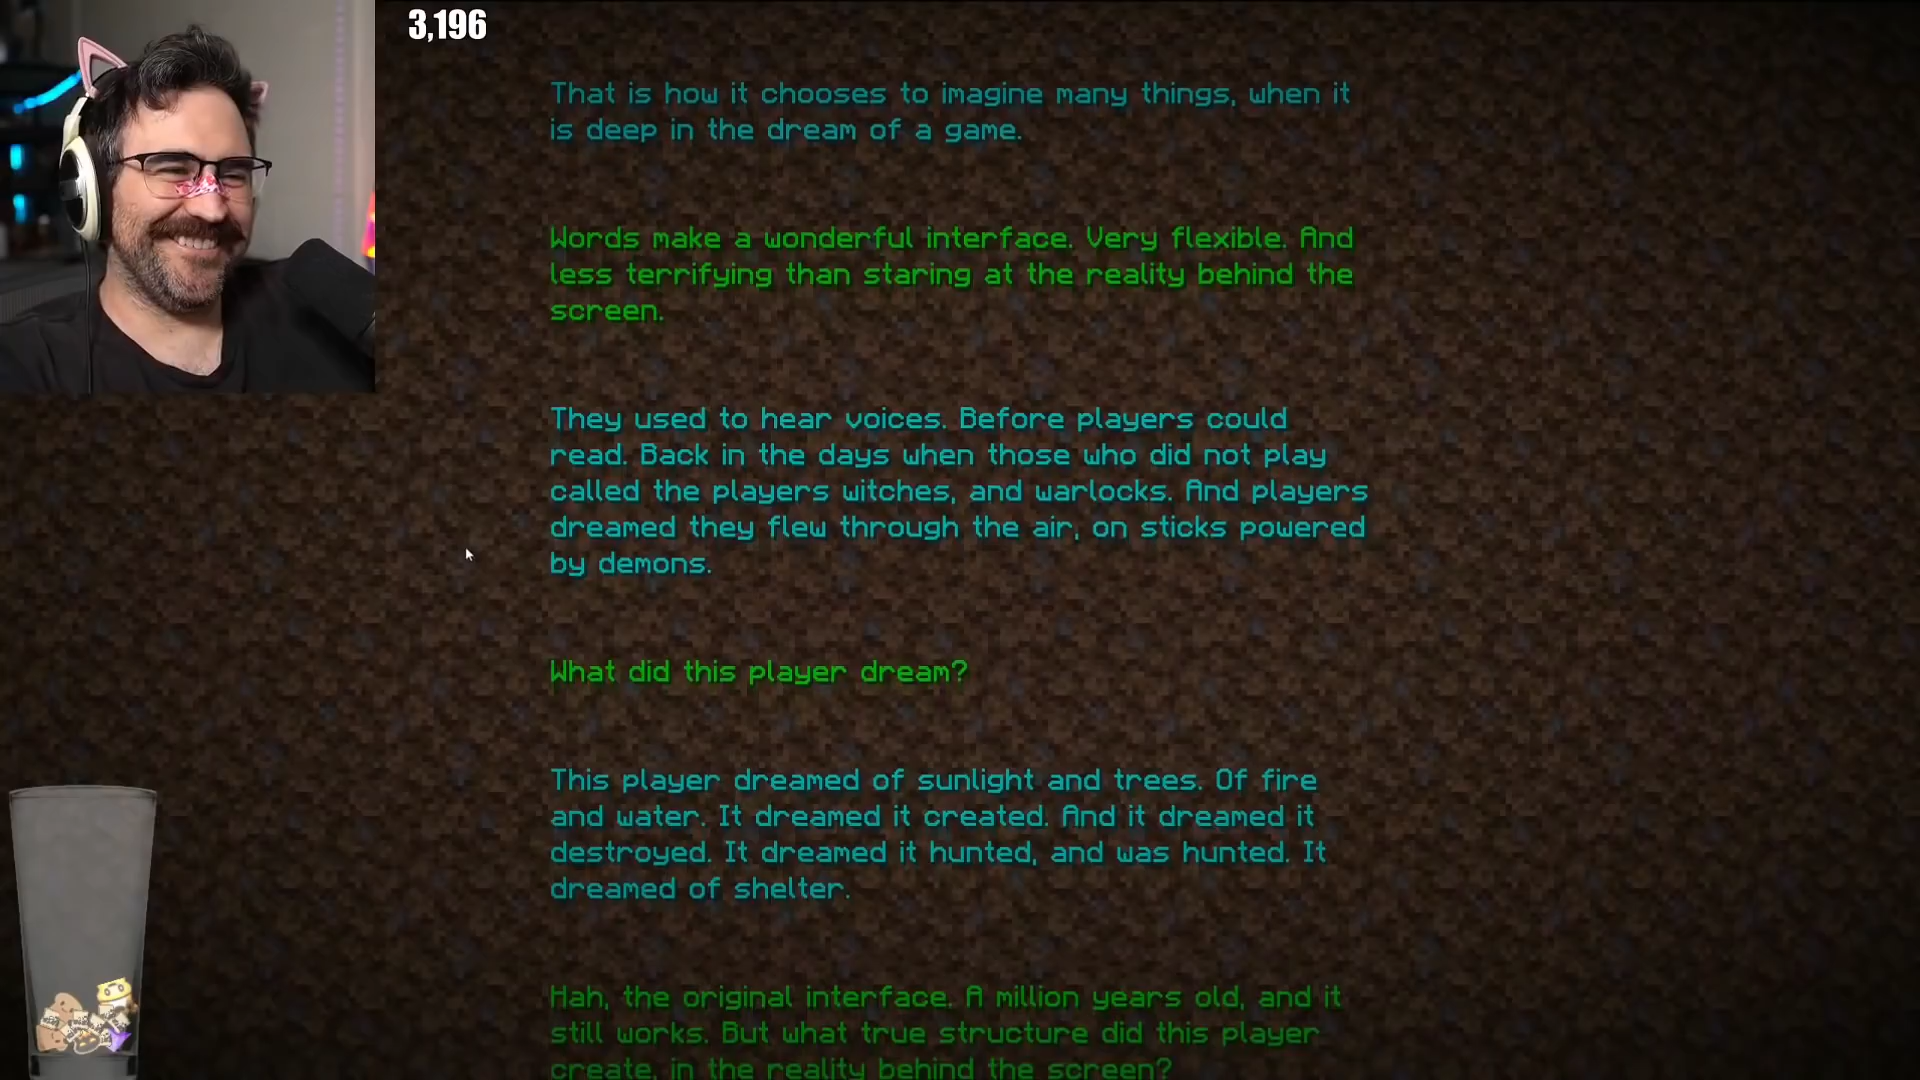 3,196
That is how it chooses to imagine many things, when it
is deep in the dream of a game.
Words make a wonderful interface. Very flexible. And
less terrifying than staring at the reality behind the
screen.
They used to hear voices. Before players could
read. Back in the days when those who did not play
called the players witches, and warlocks. And players
dreamed they flew through the air, on sticks powered
by demons.
What did this player dream?
This player dreamed of sunlight and trees. Of fire
and water. It dreamed it created. And it dreamed it
destroyed. It dreamed it hunted, and was hunted. It
dreamed of shelter.
Hah, the original interface. A million years old, and it
still works. But what true structure did this player
create, in the reality behind the screen?